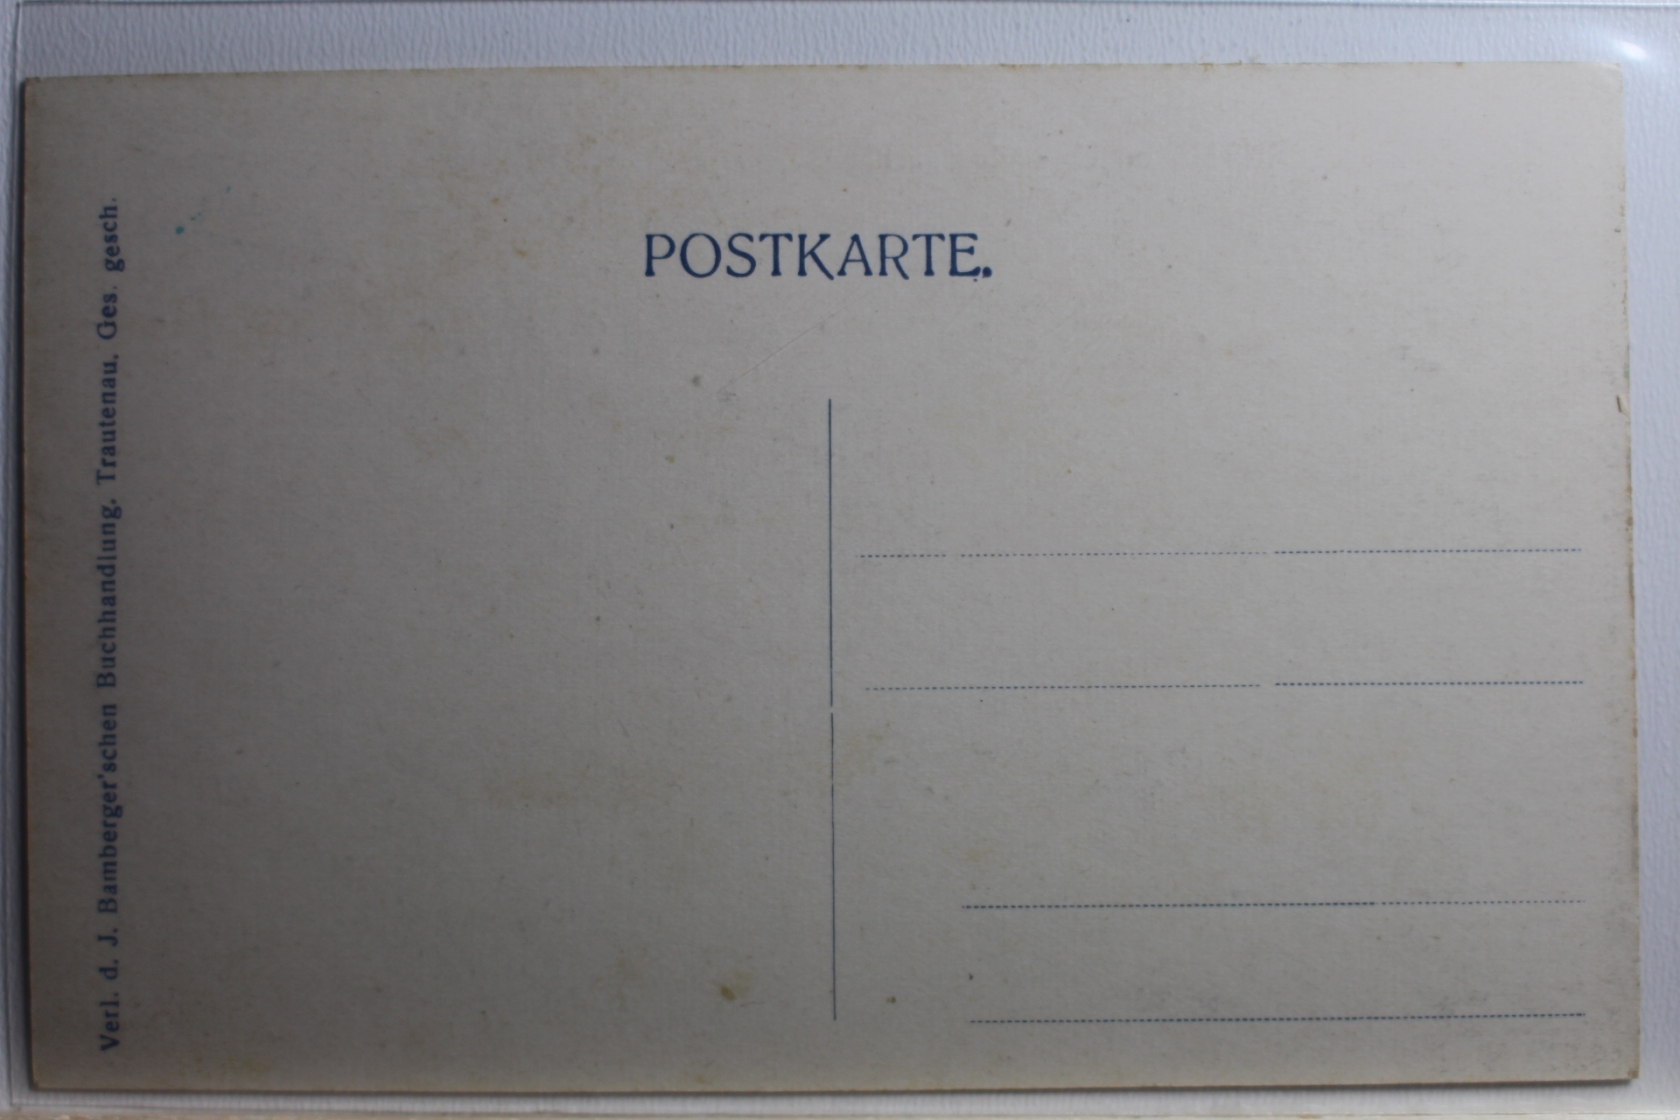 POSTKARTE.
Verl. d. J. Bamberger'schen Buchhandlung, Trautenau. Ges. gesch.